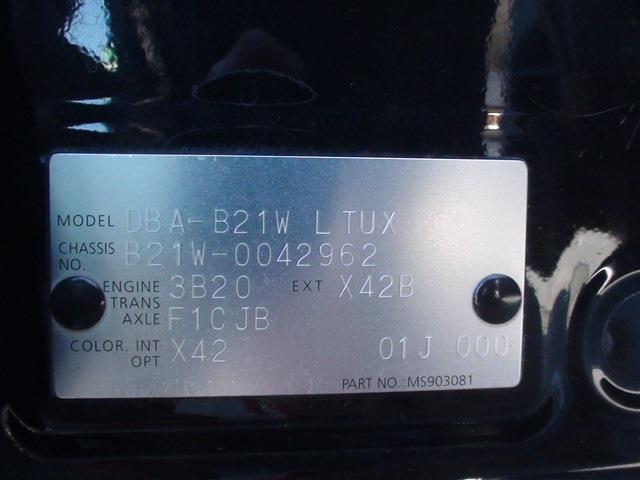 MODEL DBA-B21W LTUX
CHASSIS NO. B21W-0042962
ENGINE 3B20 EXT X42B
TRANS AXLE F1CJB
COLOR, INT OPT X42 01J 000
PART NO.:MS903081